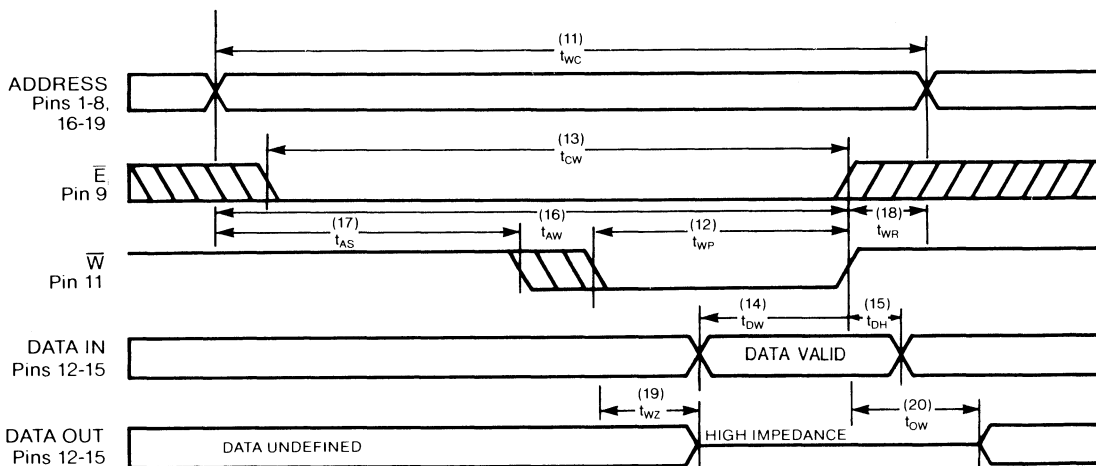 (11)
tWC
ADDRESS
Pins 1-8,
16-19
(13)
tCW
E
Pin 9
(17)
tAS
(16)
tAW
(12)
tWP
(18)
tWR
W
Pin 11
(14)
tDW
(15)
tDH
DATA IN
Pins 12-15
DATA VALID
(19)
tWZ
(20)
tOW
DATA OUT
Pins 12-15
DATA UNDEFINED
HIGH IMPEDANCE